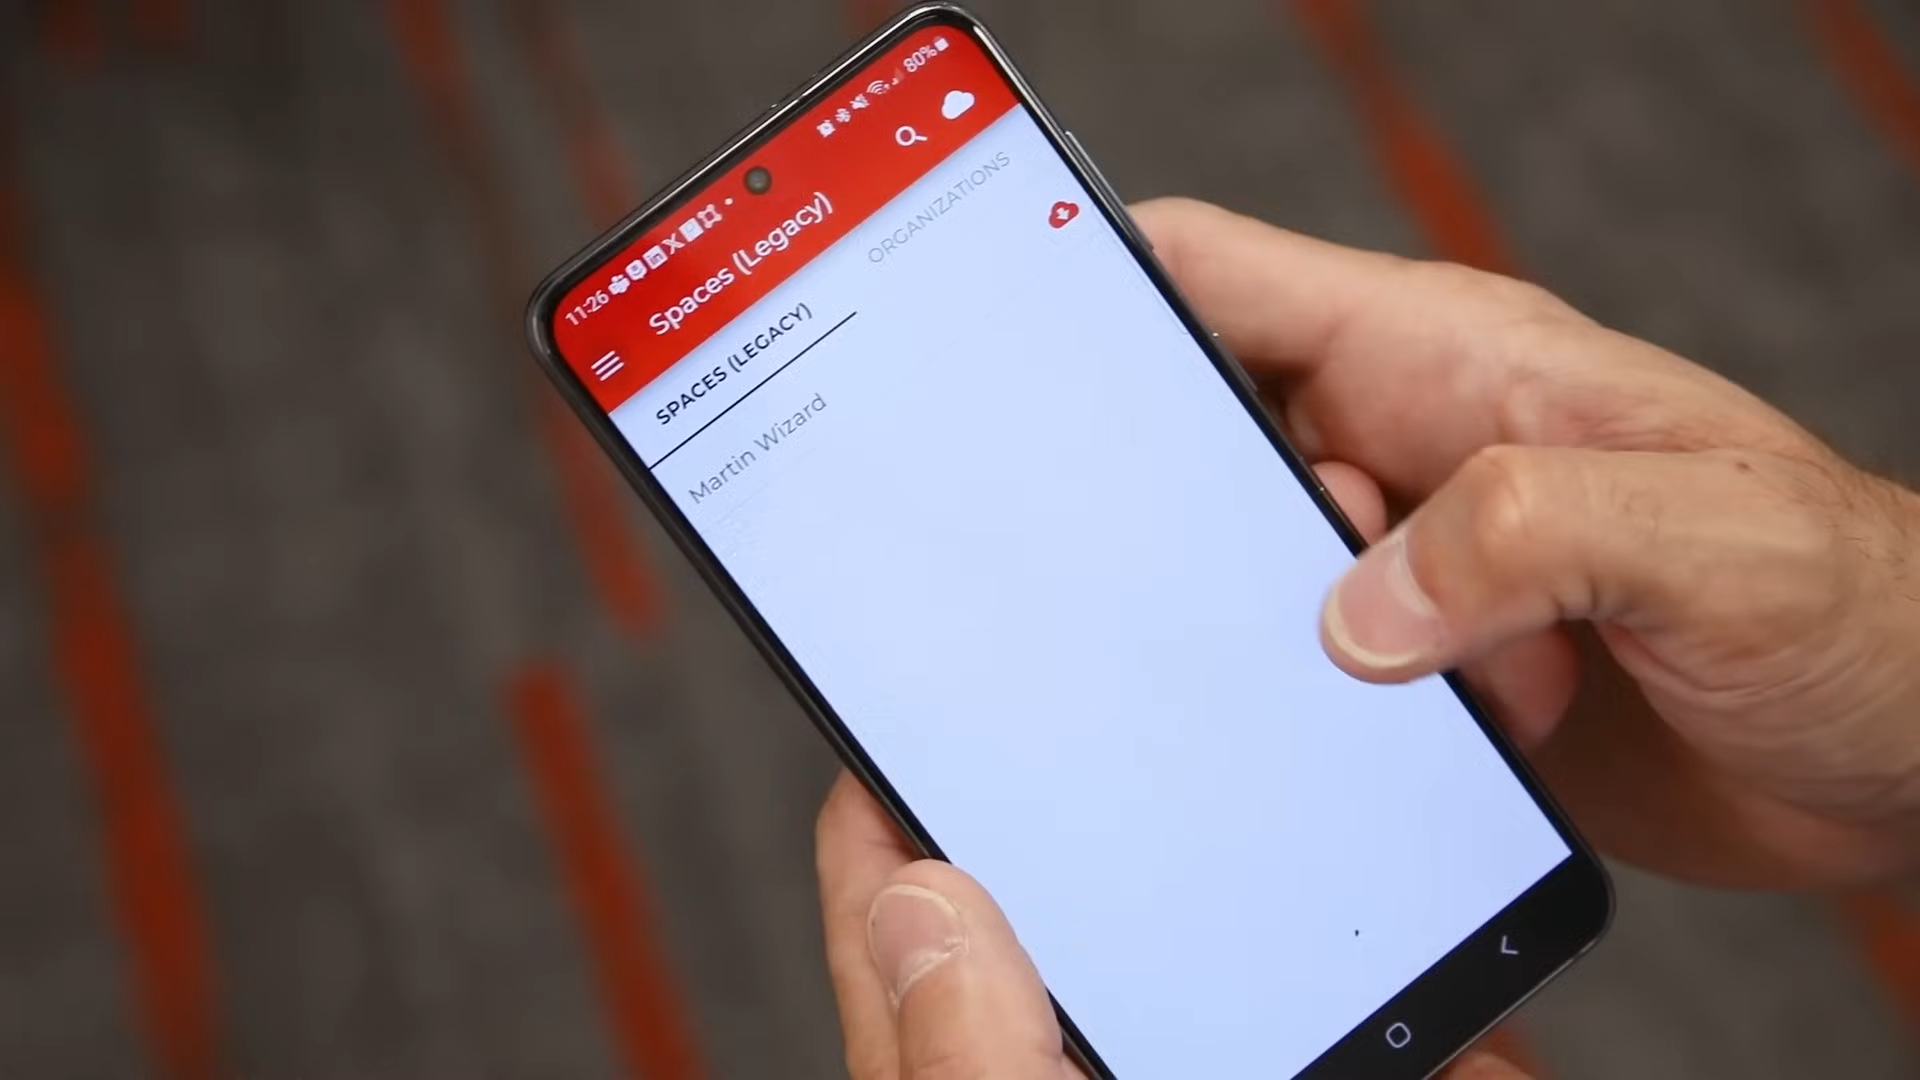 11:26
80%
Spaces (Legacy)
SPACES (LEGACY)
ORGANIZATIONS
Martin Wizard